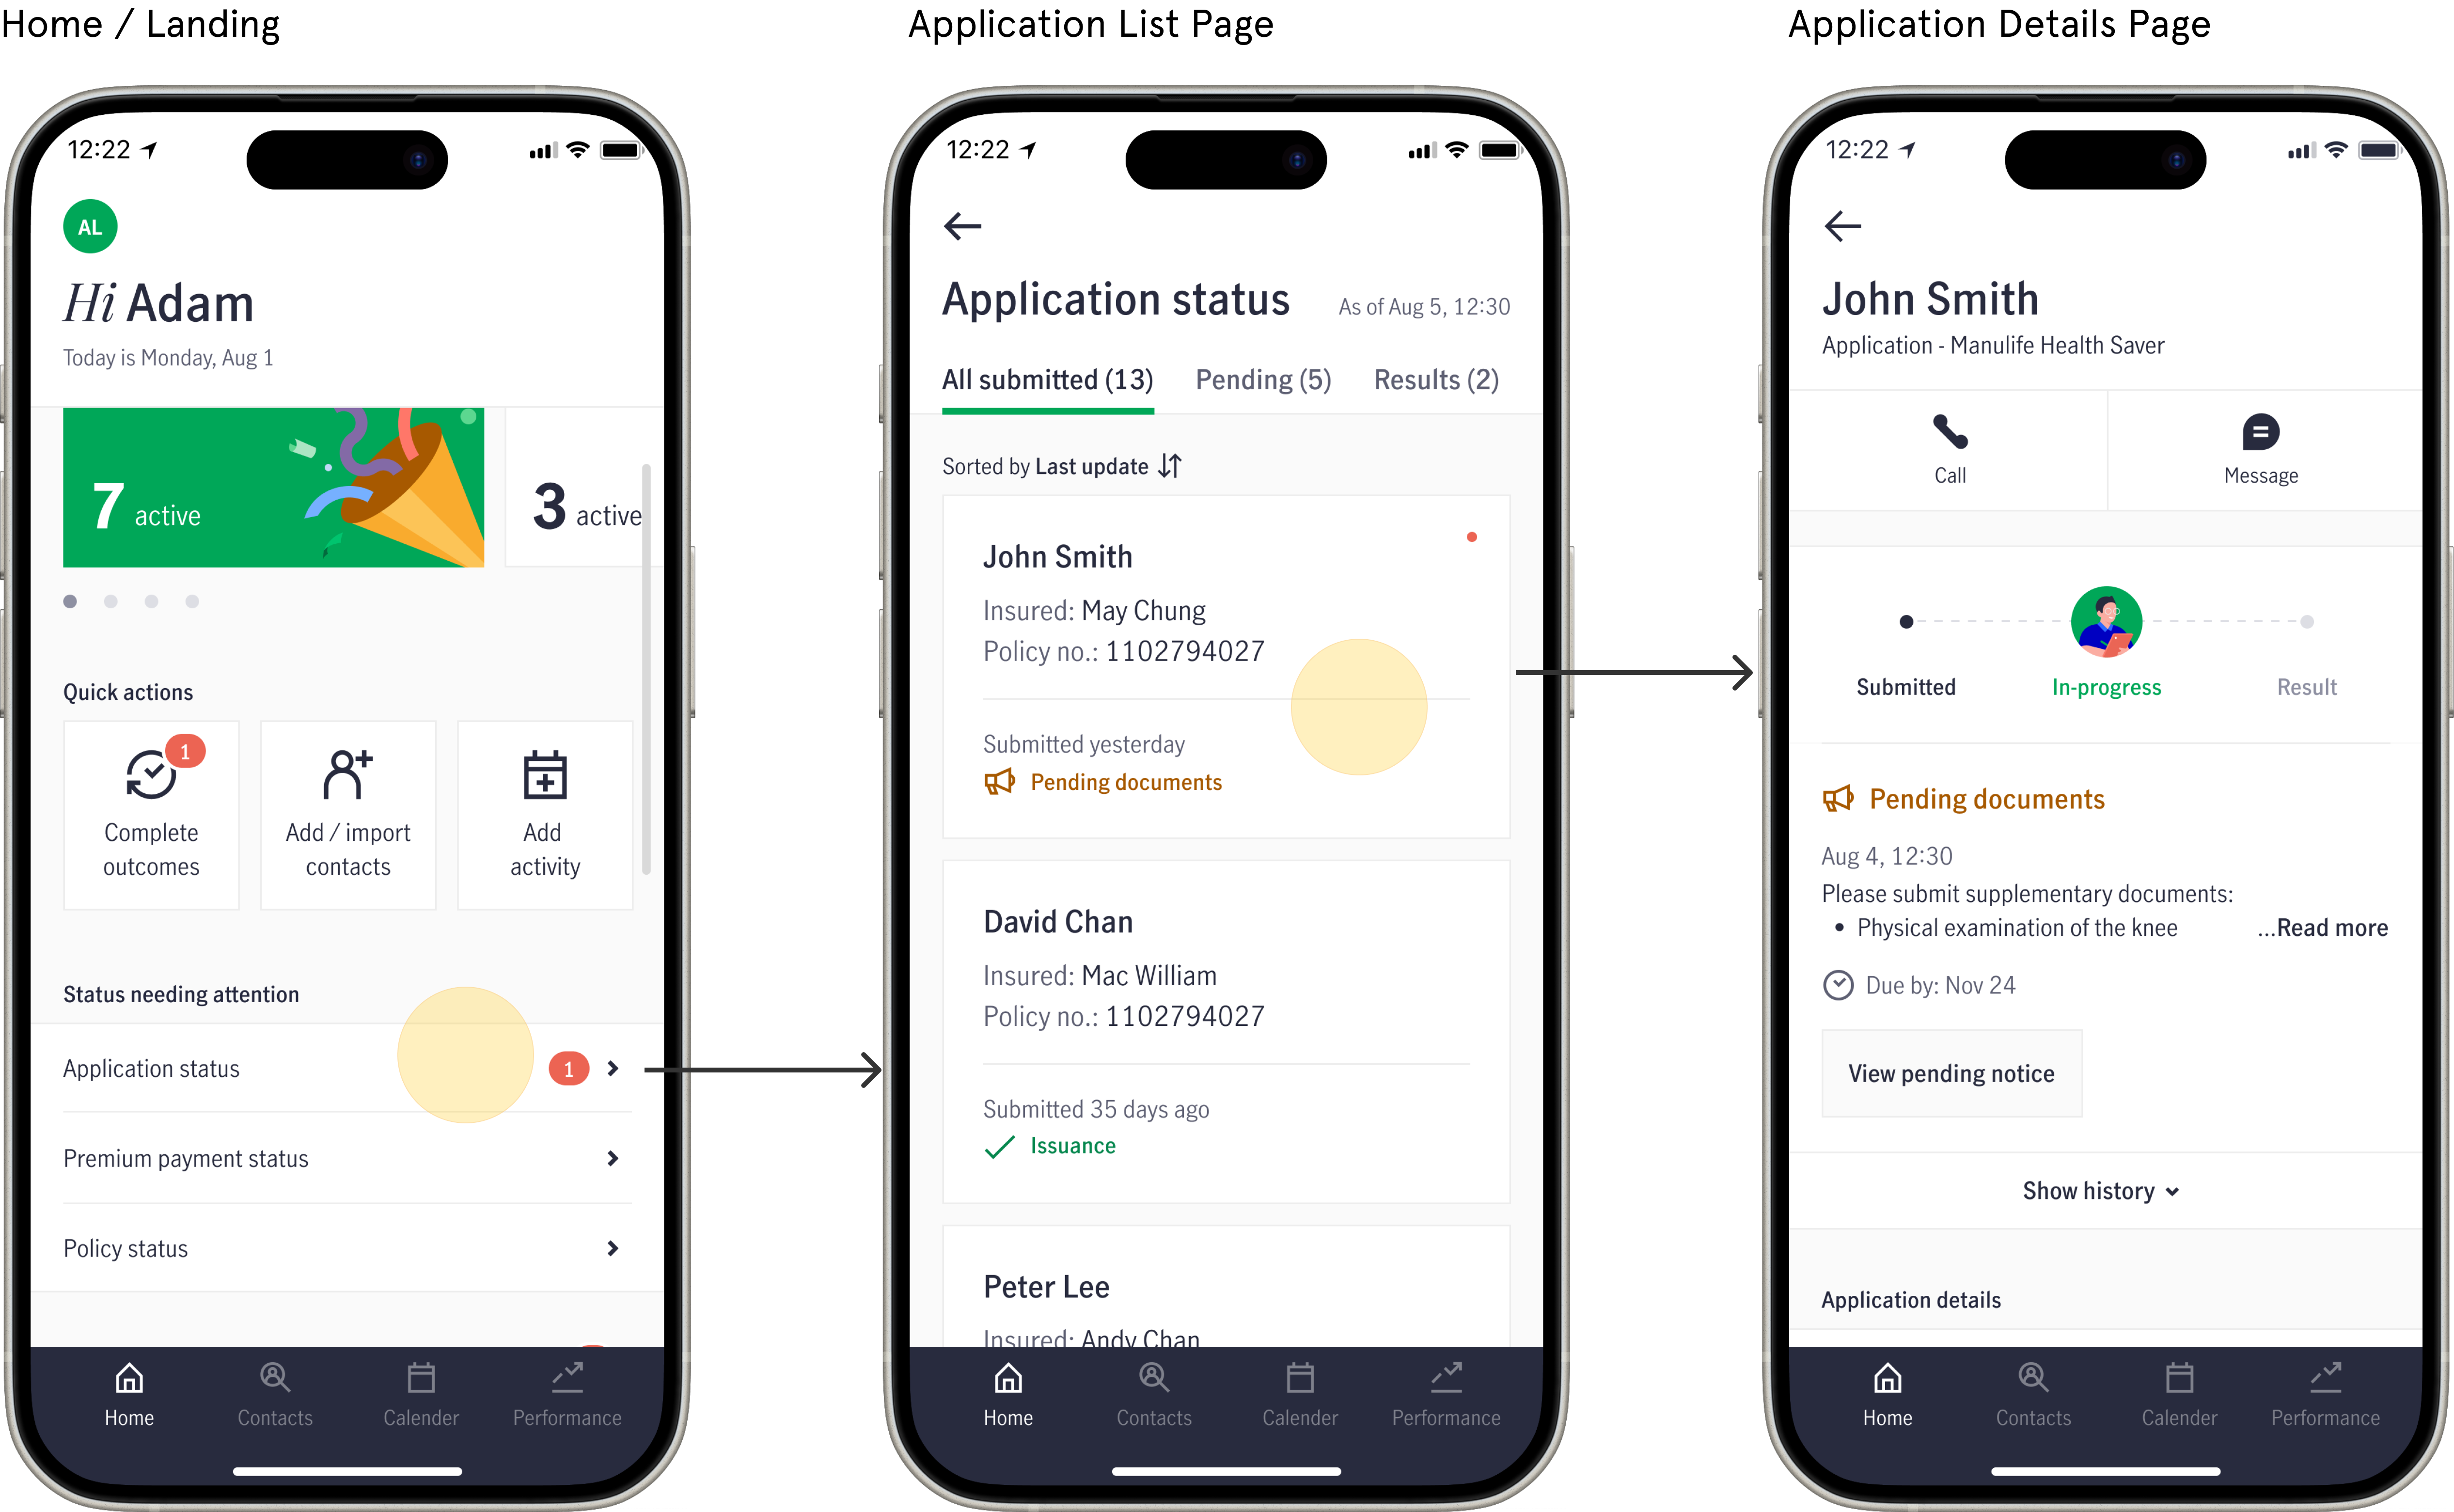 Home / Landing
12:22
AL
Hi Adam
Today is Monday, Aug 1
7 active
3 active
Quick actions
1
Complete
outcomes
Add / import
contacts
Add
activity
Status needing attention
Application status 1
Premium payment status
Policy status
Home
Contacts
Calender
Performance
Application List Page
12:22
Application status
As of Aug 5, 12:30
All submitted (13)
Pending (5)
Results (2)
Sorted by Last update
John Smith
Insured: May Chung
Policy no.: 1102794027
Submitted yesterday
Pending documents
David Chan
Insured: Mac William
Policy no.: 1102794027
Submitted 35 days ago
Issuance
Peter Lee
Insured: Andy Chan
Home
Contacts
Calender
Performance
Application Details Page
12:22
John Smith
Application - Manulife Health Saver
Call
Message
Submitted
In-progress
Result
Pending documents
Aug 4, 12:30
Please submit supplementary documents:
• Physical examination of the knee ...Read more
Due by: Nov 24
View pending notice
Show history
Application details
Home
Contacts
Calender
Performance